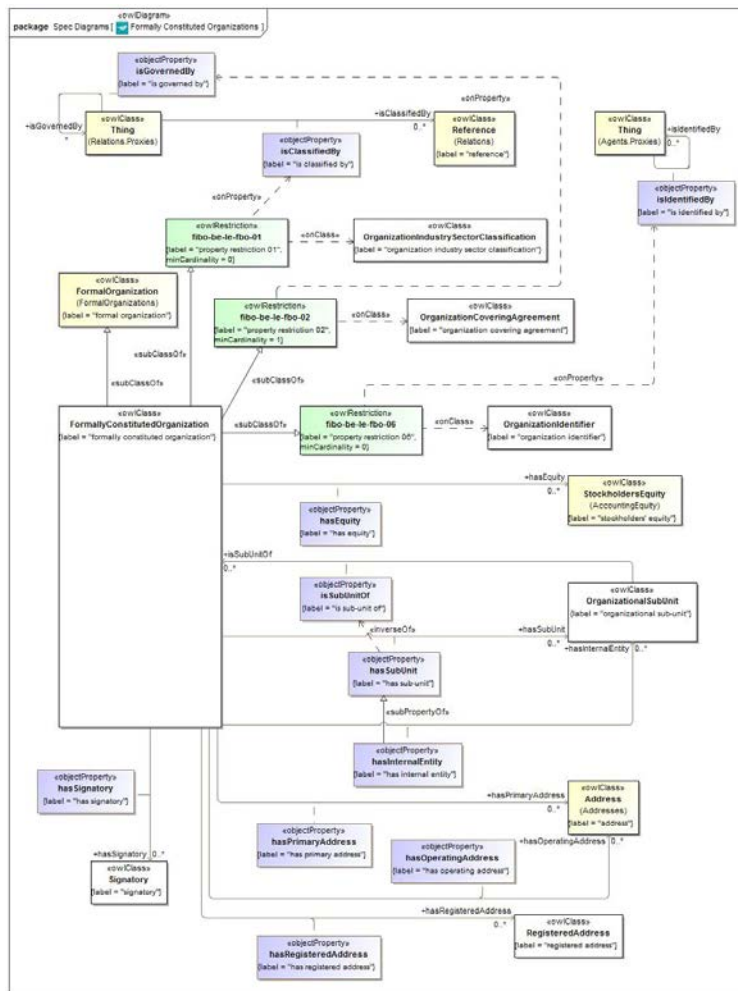 «owlDiagram»
package Spec Diagrams [ Formally Constituted Organizations ]
«objectProperty»
isGovernedBy
[label = "is governed by"]
«onProperty»
+isGovernedBy
*
«owlClass»
Thing
(Relations.Proxies)
+isClassifiedBy
0..*
«owlClass»
Reference
(Relations)
[label = "reference"]
«owlClass»
Thing
(Agents.Proxies)
+isIdentifiedBy
0..*
«objectProperty»
isClassifiedBy
[label = "is classified by"]
«objectProperty»
isIdentifiedBy
[label = "is identified by"]
«onProperty»
«owlRestriction»
fibo-be-le-fbo-01
[label = "property restriction 01",
minCardinality = 0]
«onClass»
«owlClass»
OrganizationIndustrySectorClassification
[label = "organization industry sector classification"]
«owlClass»
FormalOrganization
(FormalOrganizations)
[label = "formal organization"]
«owlRestriction»
fibo-be-le-fbo-02
[label = "property restriction 02",
minCardinality = 1]
«onClass»
«owlClass»
OrganizationCoveringAgreement
[label = "organization covering agreement"]
«subClassOf»
«subClassOf»
«subClassOf»
«onProperty»
«owlClass»
FormallyConstitutedOrganization
[label = "formally constituted organization"]
«subClassOf»
«owlRestriction»
fibo-be-le-fbo-06
[label = "property restriction 06",
minCardinality = 0]
«onClass»
«owlClass»
OrganizationIdentifier
[label = "organization identifier"]
+hasEquity
0..*
«owlClass»
StockholdersEquity
(AccountingEquity)
[label = "stockholders' equity"]
«objectProperty»
hasEquity
[label = "has equity"]
+isSubUnitOf
0..*
«objectProperty»
isSubUnitOf
[label = "is sub-unit of"]
«owlClass»
OrganizationalSubUnit
[label = "organizational sub-unit"]
«inverseOf»
+hasSubUnit
0..*
+hasInternalEntity
0..*
«objectProperty»
hasSubUnit
[label = "has sub-unit"]
«subPropertyOf»
«objectProperty»
hasInternalEntity
[label = "has internal entity"]
«objectProperty»
hasSignatory
[label = "has signatory"]
+hasPrimaryAddress
0..*
«owlClass»
Address
(Addresses)
[label = "address"]
«objectProperty»
hasPrimaryAddress
[label = "has primary address"]
+hasOperatingAddress
0..*
«objectProperty»
hasOperatingAddress
[label = "has operating address"]
+hasSignatory
0..*
«owlClass»
Signatory
[label = "signatory"]
+hasRegisteredAddress
0..*
«owlClass»
RegisteredAddress
[label = "registered address"]
«objectProperty»
hasRegisteredAddress
[label = "has registered address"]